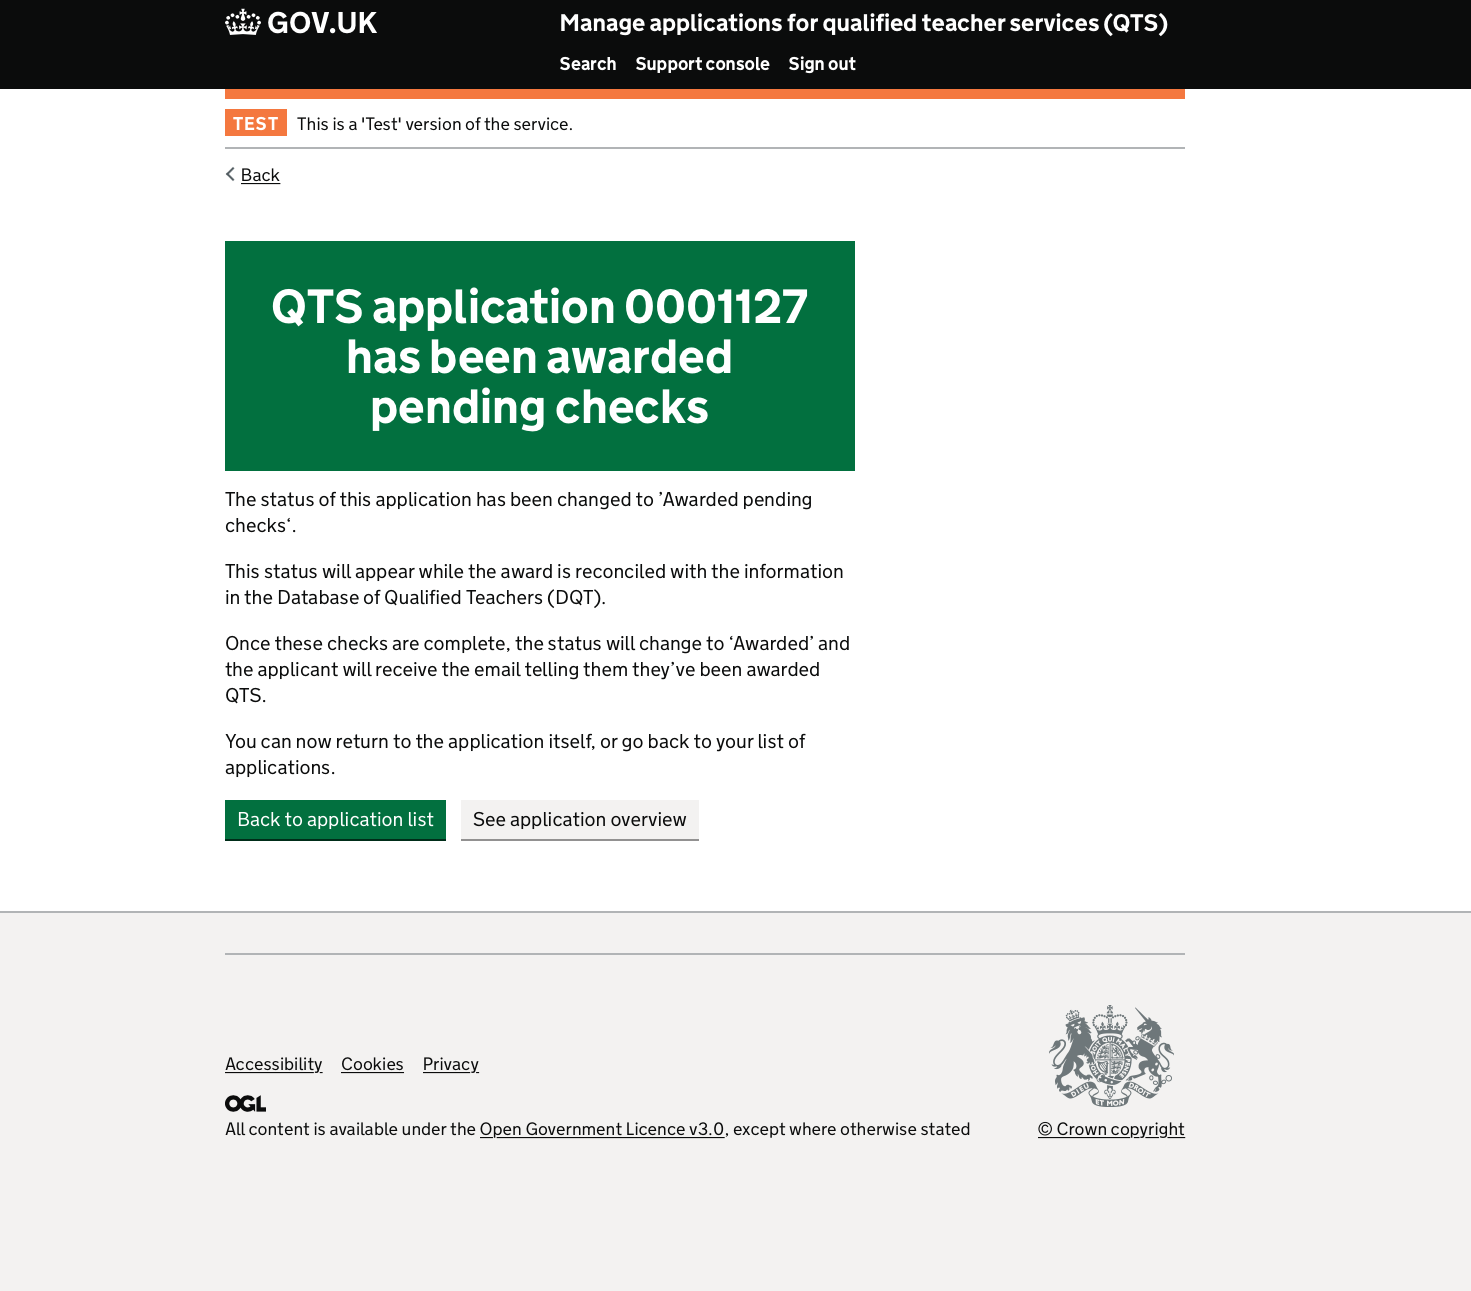 GOV.UK
Manage applications for qualified teacher services (QTS)
Search Support console Sign out
TEST This is a 'Test' version of the service.
Back
QTS application 0001127
has been awarded
pending checks
The status of this application has been changed to ’Awarded pending
checks‘.
This status will appear while the award is reconciled with the information
in the Database of Qualified Teachers (DQT).
Once these checks are complete, the status will change to ‘Awarded’ and
the applicant will receive the email telling them they’ve been awarded
QTS.
You can now return to the application itself, or go back to your list of
applications.
Back to application list See application overview
Accessibility Cookies Privacy
OGL
All content is available under the Open Government Licence v3.0, except where otherwise stated
DIEU ET MON DROIT
© Crown copyright